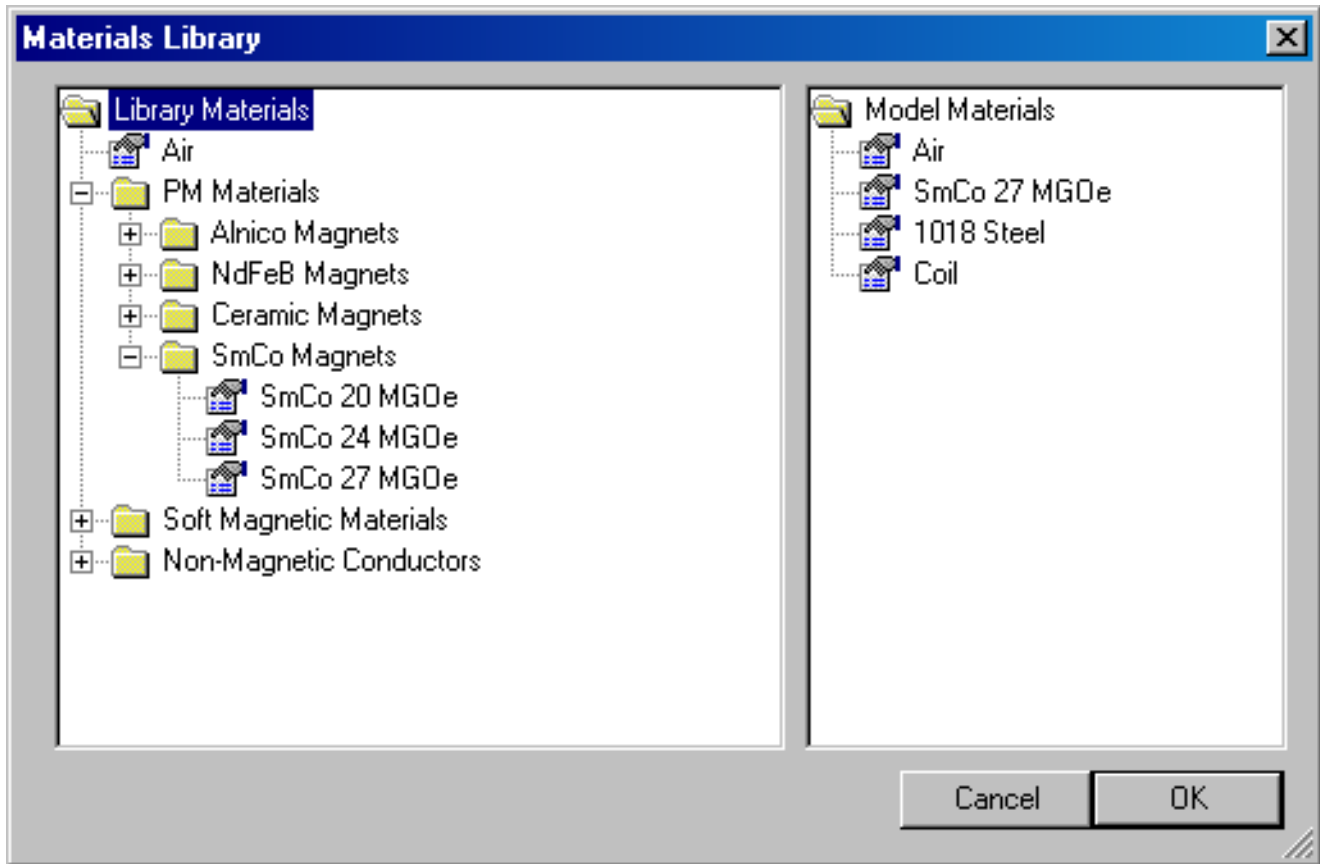 Materials Library
Library Materials
Air
PM Materials
Alnico Magnets
NdFeB Magnets
Ceramic Magnets
SmCo Magnets
SmCo 20 MGOe
SmCo 24 MGOe
SmCo 27 MGOe
Soft Magnetic Materials
Non-Magnetic Conductors
Model Materials
Air
SmCo 27 MGOe
1018 Steel
Coil
Cancel
OK